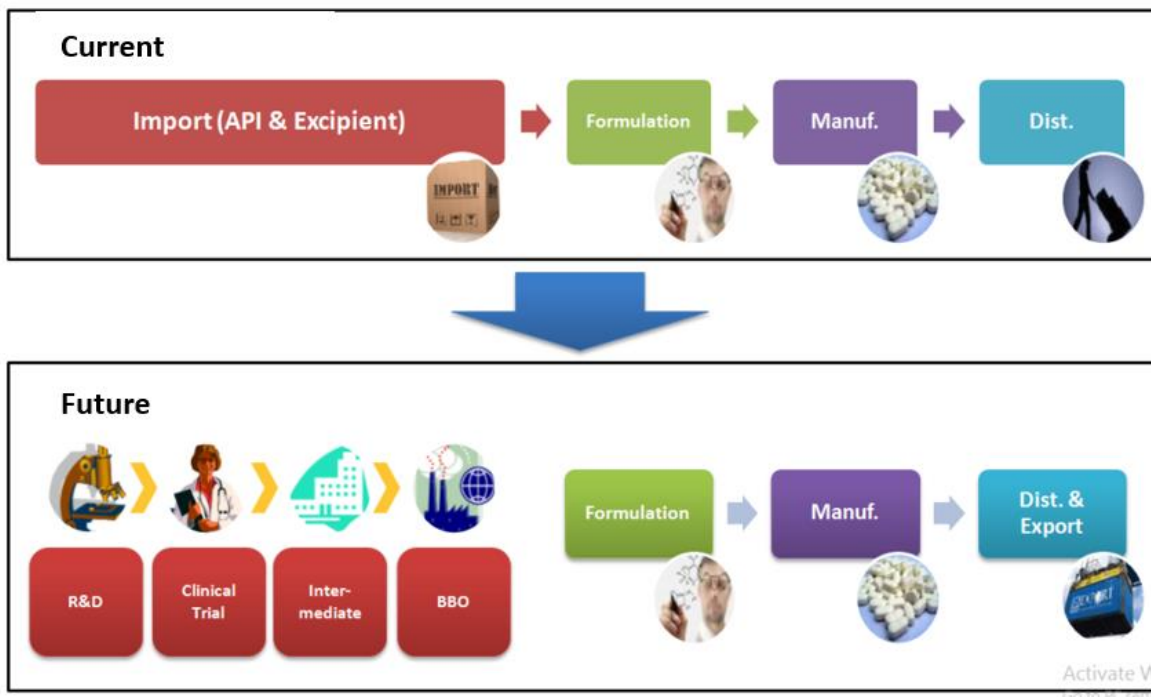 Current
Import (API & Excipient)
Formulation
Manuf.
Dist.
IMPORT
Future
R&D
Clinical
Trial
Inter-
mediate
BBO
Formulation
Manuf.
Dist. &
Export
EXPORT
Activate W